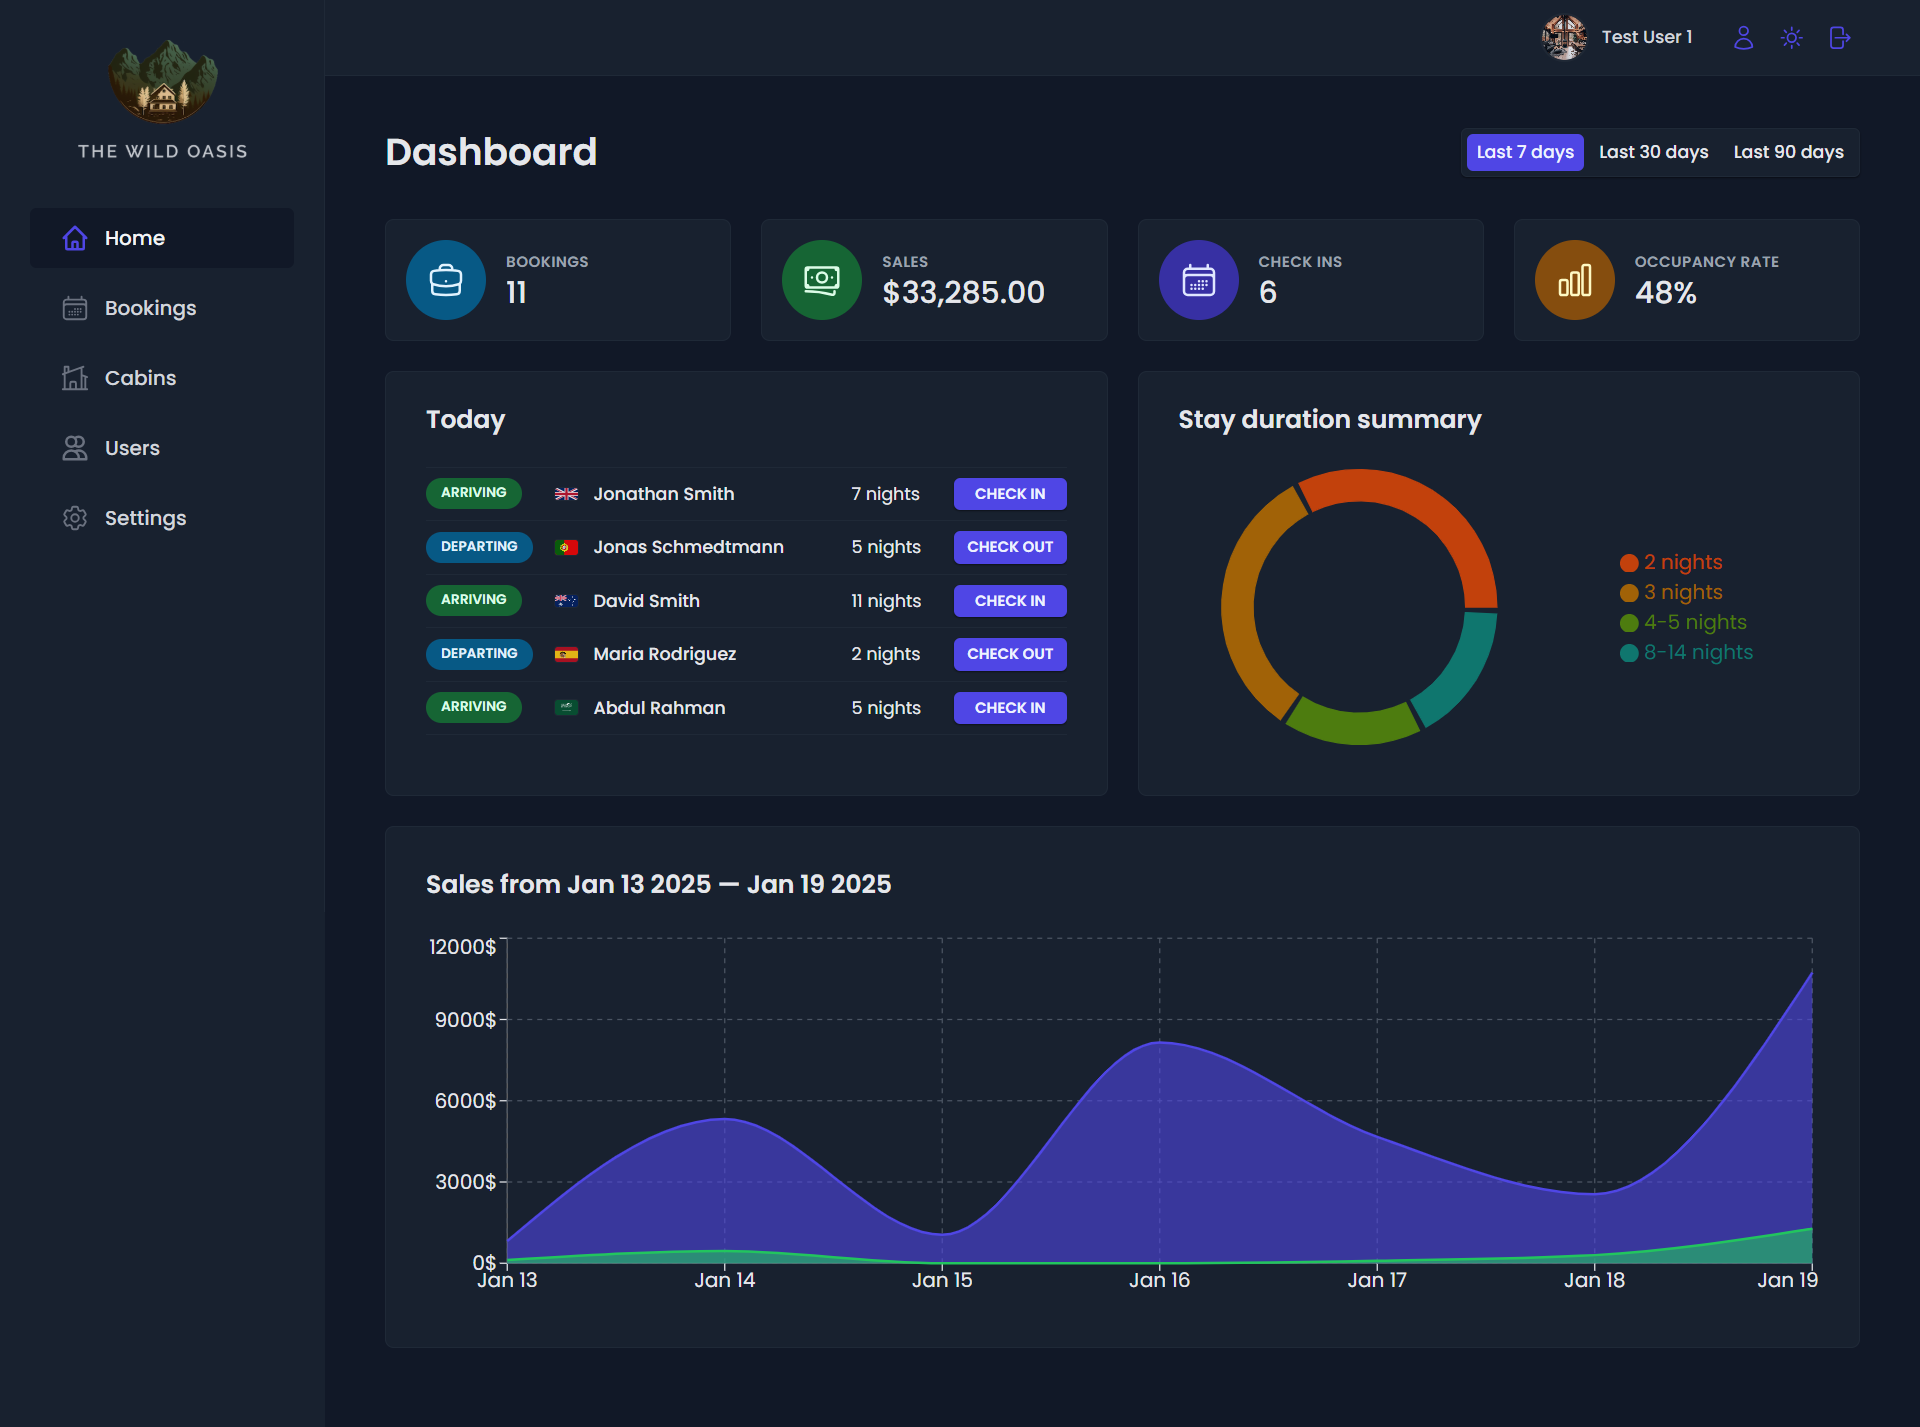 THE WILD OASIS
Home
Bookings
Cabins
Users
Settings
Test User 1
Dashboard
Last 7 days Last 30 days Last 90 days
BOOKINGS
11
SALES
$33,285.00
CHECK INS
6
OCCUPANCY RATE
48%
Today
ARRIVING Jonathan Smith 7 nights CHECK IN
DEPARTING Jonas Schmedtmann 5 nights CHECK OUT
ARRIVING David Smith 11 nights CHECK IN
DEPARTING Maria Rodriguez 2 nights CHECK OUT
ARRIVING Abdul Rahman 5 nights CHECK IN
Stay duration summary
2 nights
3 nights
4-5 nights
8-14 nights
Sales from Jan 13 2025 — Jan 19 2025
12000$
9000$
6000$
3000$
0$
Jan 13 Jan 14 Jan 15 Jan 16 Jan 17 Jan 18 Jan 19